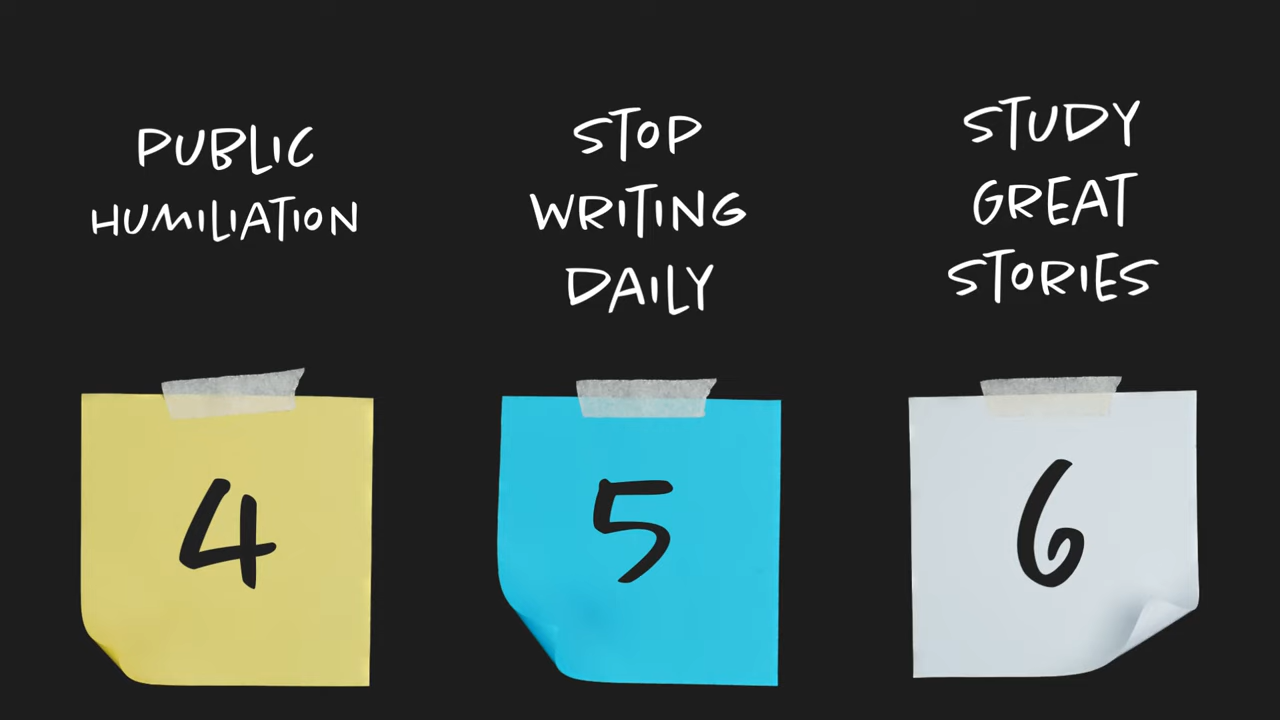 PUBLIC
HUMILIATION
4
STOP
WRITING
DAILY
5
STUDY
GREAT
STORIES
6